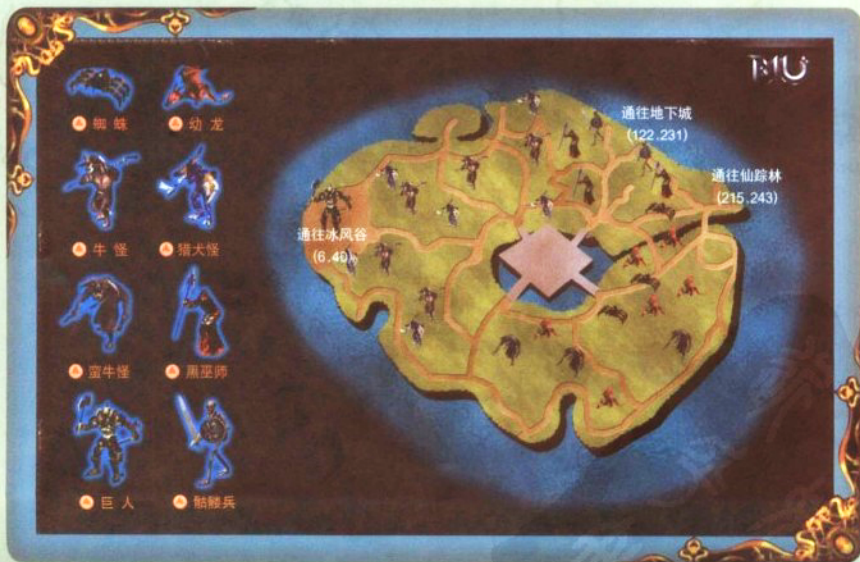 MU
蜘蛛
幼龙
牛怪
猎犬怪
蛮牛怪
黑巫师
巨人
骷髅兵
通往地下城
(122.231)
通往仙踪林
(215.243)
通往冰风谷
(6.40)